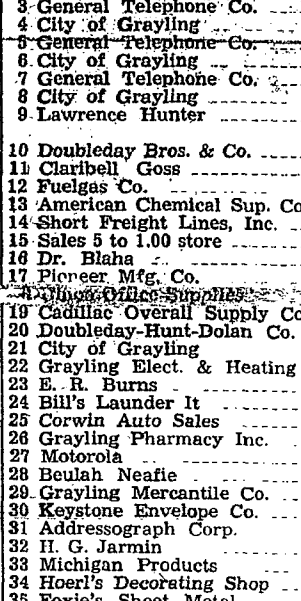 3 General Telephone Co.
4 City of Grayling
5 General Telephone Co.
6 City of Grayling
7 General Telephone Co.
8 City of Grayling
9 Lawrence Hunter
10 Doubleday Bros. & Co.
11 Claribell Goss
12 Fuelgas Co.
13 American Chemical Sup. Co
14 Short Freight Lines, Inc.
15 Sales 5 to 1.00 store
16 Dr. Blaha
17 Pioneer Mfg. Co.
Office Supplies
19 Cadillac Overall Supply Co
20 Doubleday-Hunt-Dolan Co.
21 City of Grayling
22 Grayling Elect. & Heating
23 E. R. Burns
24 Bill's Launder It
25 Corwin Auto Sales
26 Grayling Pharmacy Inc.
27 Motorola
28 Beulah Neafie
29 Grayling Mercantile Co.
30 Keystone Envelope Co.
31 Addressograph Corp.
32 H. G. Jarmin
33 Michigan Products
34 Hoerl's Decorating Shop
35 Foxie's Sheet Metal